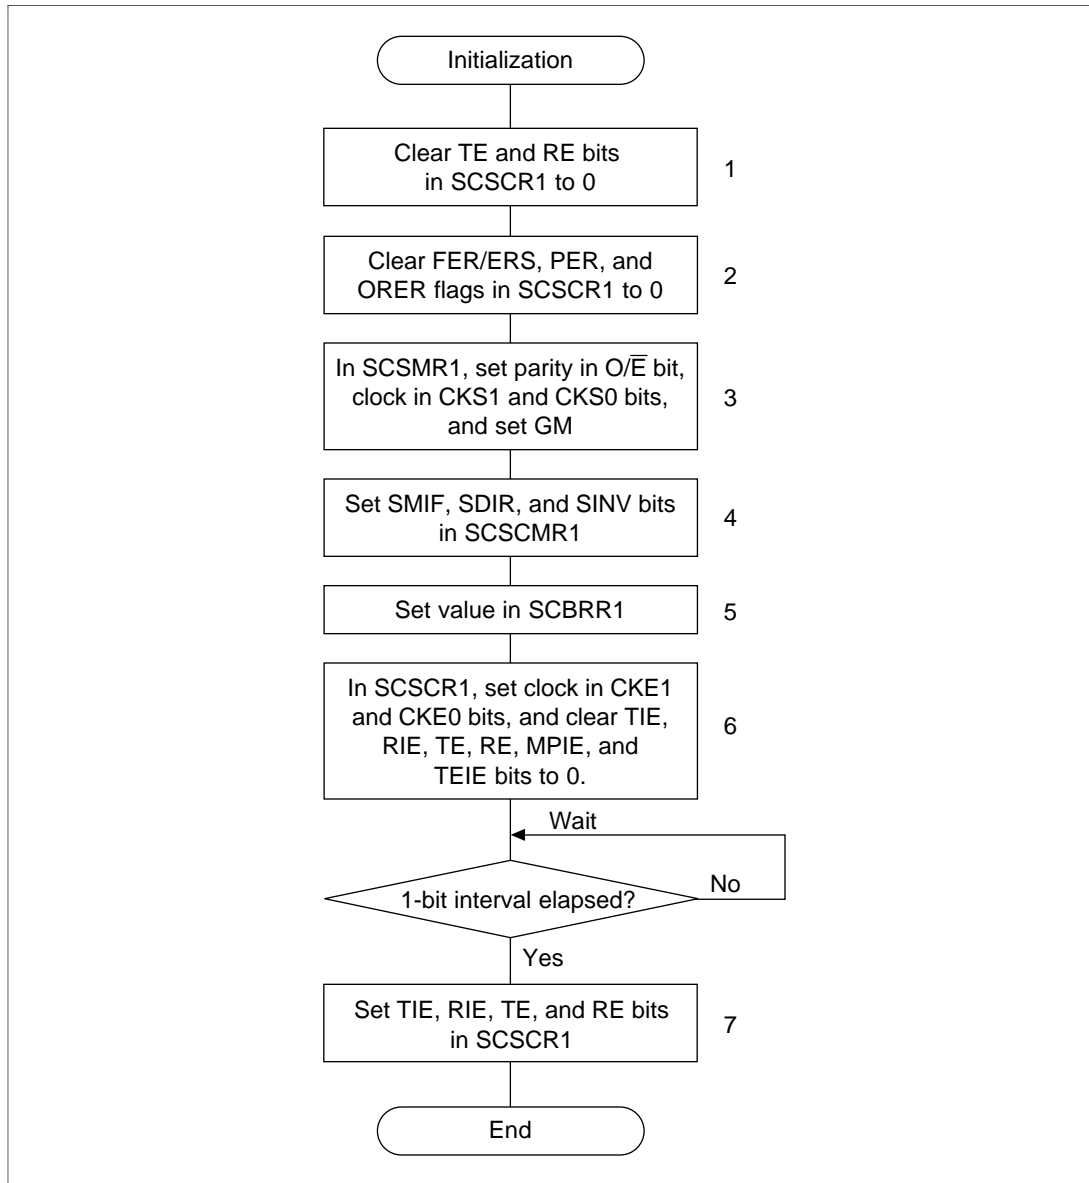 Initialization
Clear TE and RE bits
in SCSCR1 to 0
1
Clear FER/ERS, PER, and
ORER flags in SCSCR1 to 0
2
In SCSMR1, set parity in O/E̅ bit,
clock in CKS1 and CKS0 bits,
and set GM
3
Set SMIF, SDIR, and SINV bits
in SCSCMR1
4
Set value in SCBRR1
5
In SCSCR1, set clock in CKE1
and CKE0 bits, and clear TIE,
RIE, TE, RE, MPIE, and
TEIE bits to 0.
6
Wait
1-bit interval elapsed?
No
Yes
Set TIE, RIE, TE, and RE bits
in SCSCR1
7
End